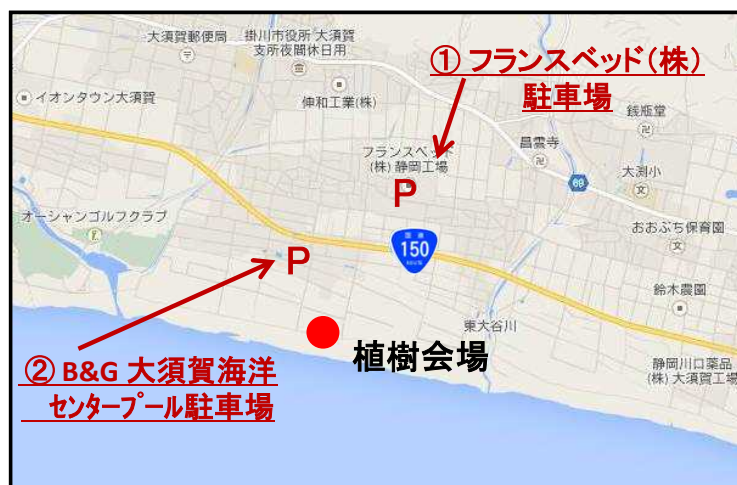 大須賀郵便局
掛川市役所 大須賀
支所夜間休日用
① フランスベッド(株)
駐車場
イオンタウン大須賀
伸和工業(株)
銭瓶堂
昌雲寺
フランスベッド
(株) 静岡工場
大渕小
P
69
オーシャンゴルフクラブ
おおぶち保育園
国道
150
ROUTE
P
鈴木農園
東大谷川
植樹会場
② B&G 大須賀海洋
センタープール駐車場
静岡川口薬品
(株) 大須賀工場